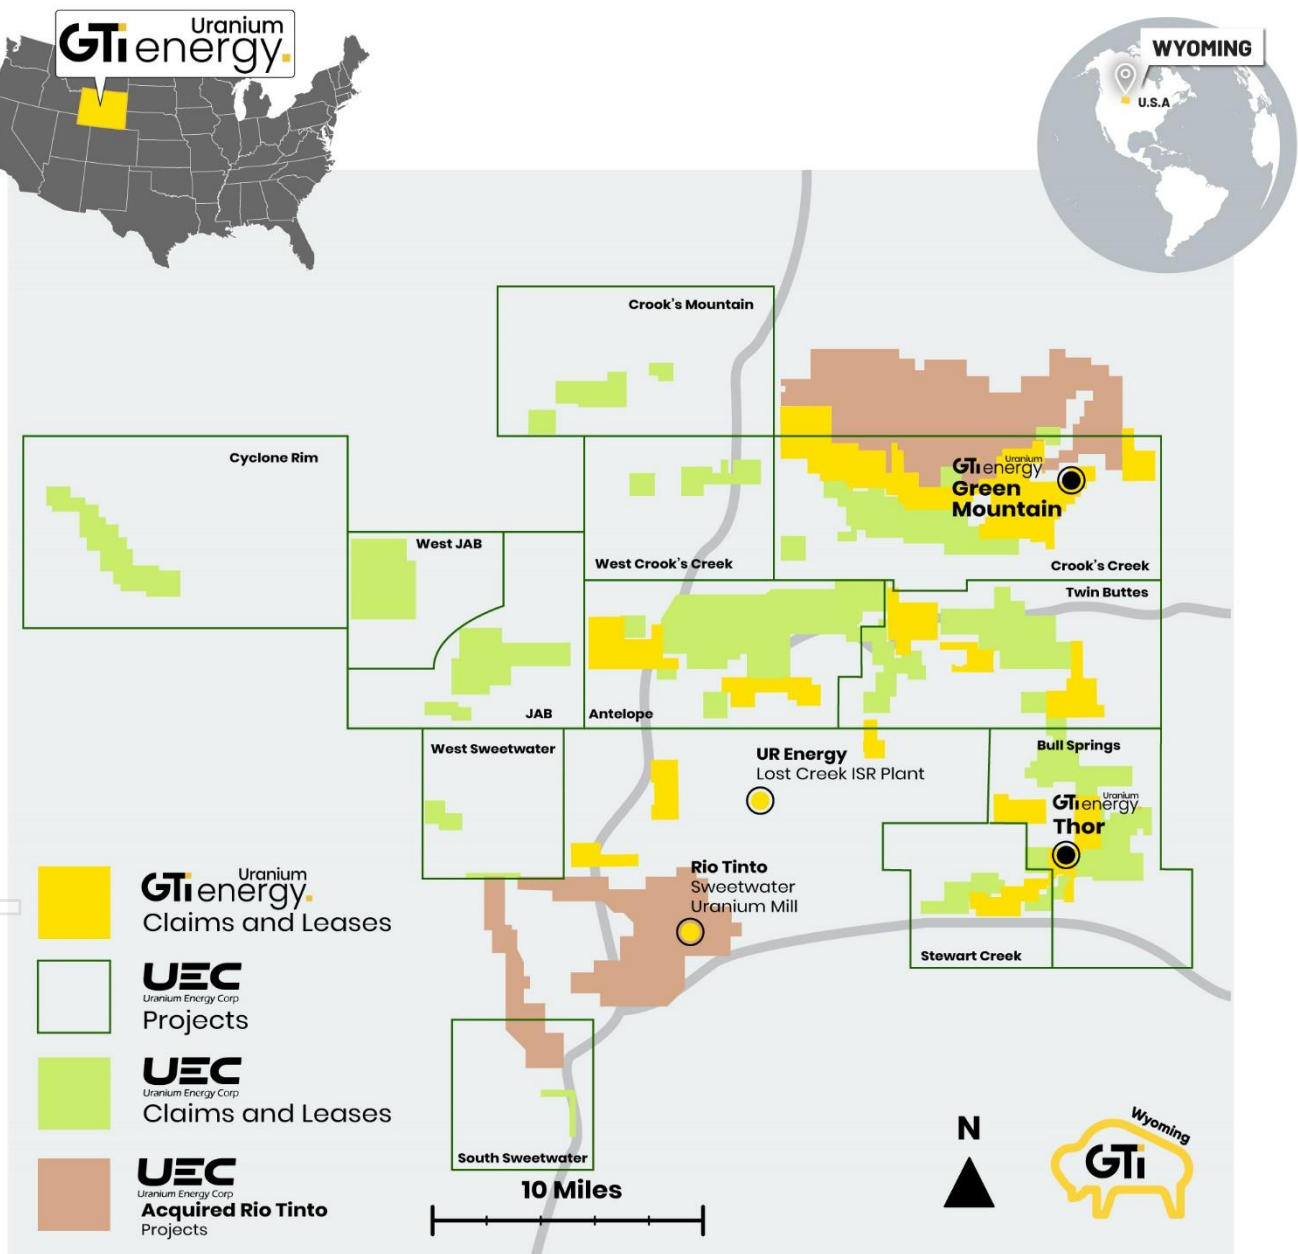 Uranium
GTi energy.
WYOMING
U.S.A
Crook's Mountain
Cyclone Rim
Uranium
GTi energy
Green
Mountain
West JAB
West Crook's Creek
Crook's Creek
Twin Buttes
JAB
Antelope
West Sweetwater
Bull Springs
UR Energy
Lost Creek ISR Plant
Uranium
GTi energy.
Thor
Rio Tinto
Sweetwater
Uranium Mill
Stewart Creek
Uranium
GTi energy.
Claims and Leases
UEC
Uranium Energy Corp
Projects
UEC
Uranium Energy Corp
Claims and Leases
UEC
Uranium Energy Corp
Acquired Rio Tinto
Projects
South Sweetwater
10 Miles
N
Wyoming
GTi